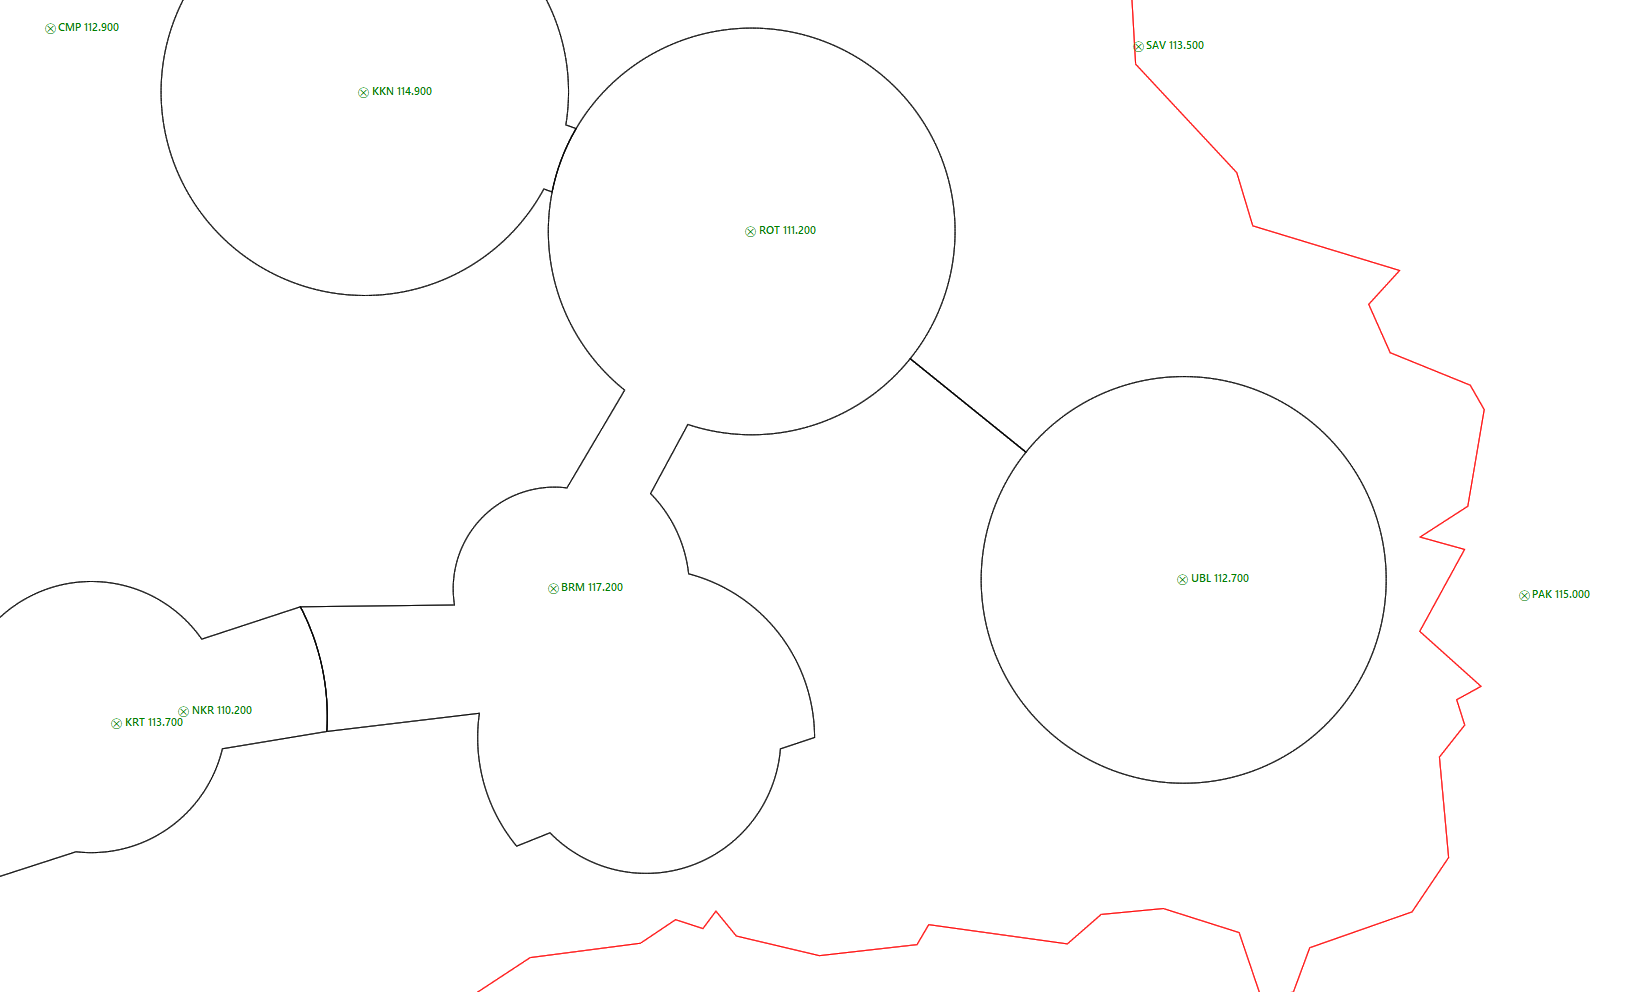 CMP 112.900
SAV 113.500
KKN 114.900
ROT 111.200
UBL 112.700
BRM 117.200
PAK 115.000
NKR 110.200
KRT 113.700